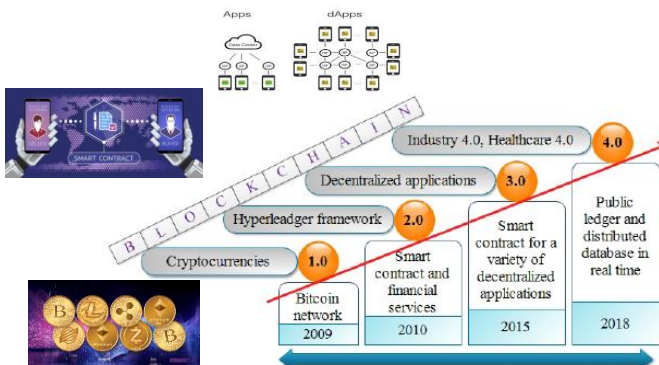 Apps
dApps
Data Center
BLOCKCHAIN
SMART CONTRACT
Industry 4.0, Healthcare 4.0
4.0
Decentralized applications
3.0
Hyperleadger framework
2.0
Cryptocurrencies
1.0
Bitcoin
network
2009
Smart
contract and
financial
services
2010
Smart
contract for a
variety of
decentralized
applications
2015
Public
ledger and
distributed
database in
real time
2018